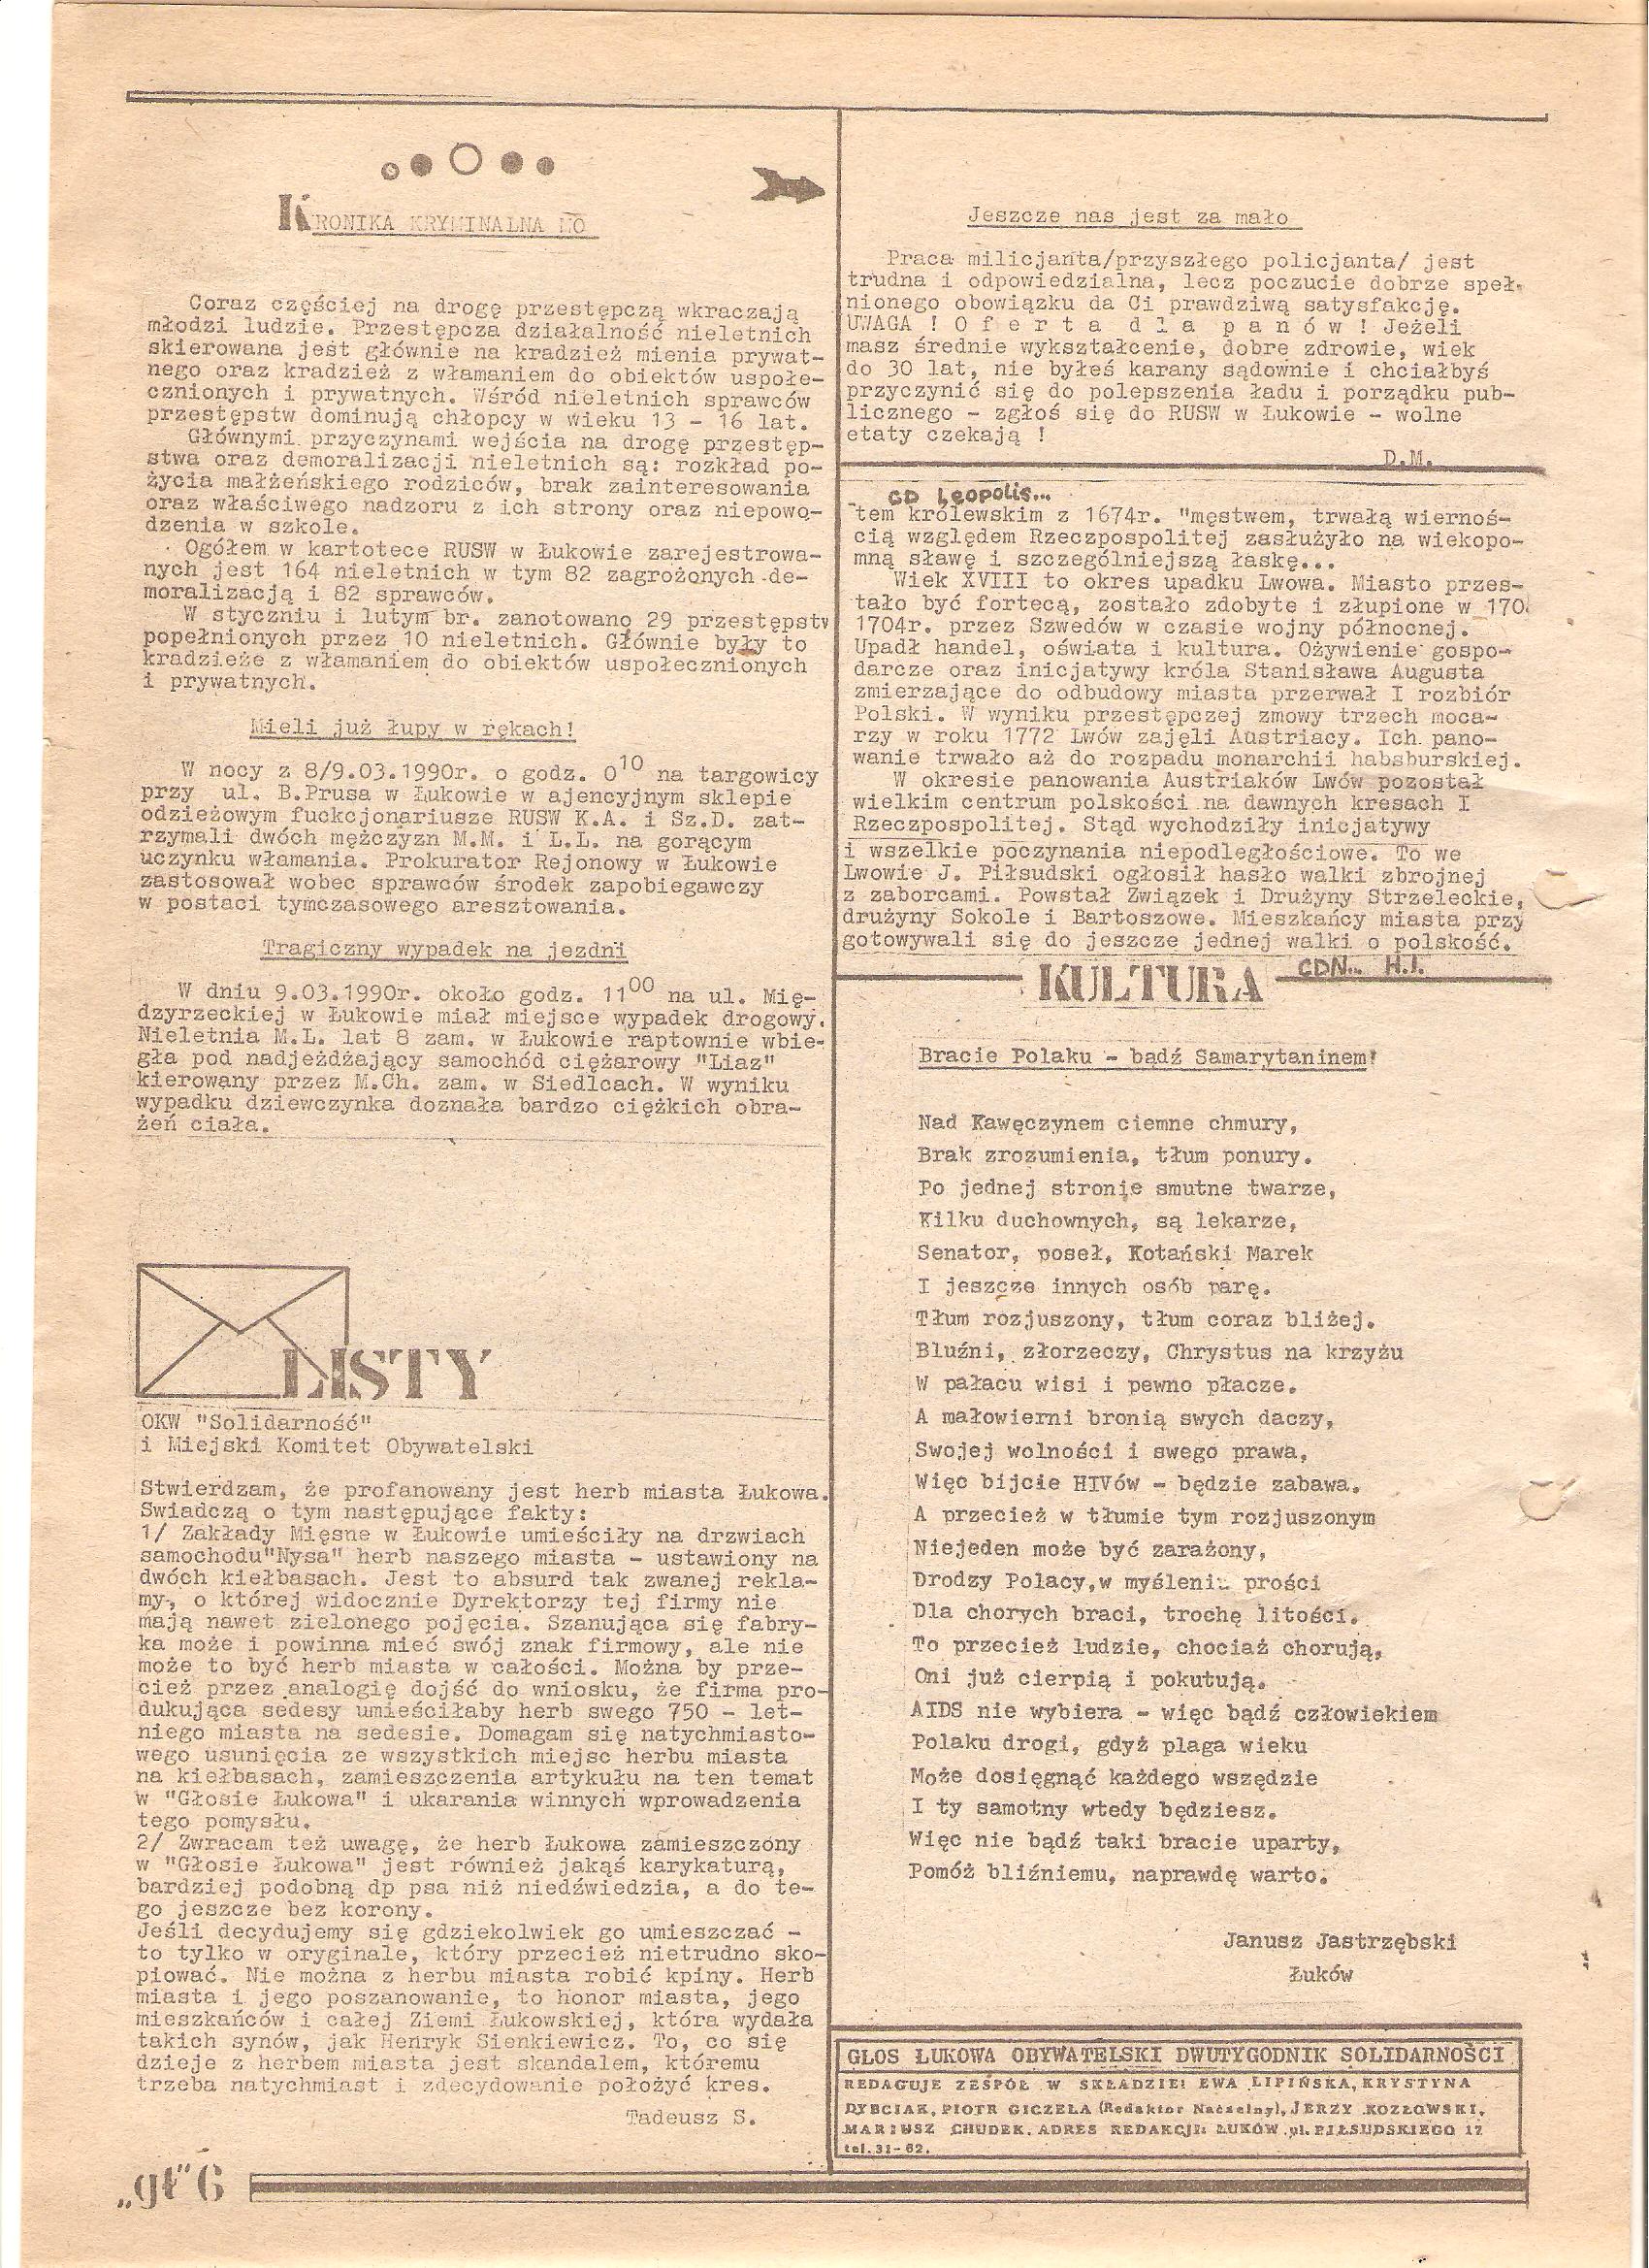 KRONIKA KRYMINALNA MO
Coraz częściej na drogę przestępczą wkraczają
młodzi ludzie. Przestępcza działalność nieletnich
skierowana jest głównie na kradzież mienia prywat-
nego oraz kradzież z włamaniem do obiektów uspołe-
cznionych i prywatnych. Wśród nieletnich sprawców
przestępstw dominują chłopcy w wieku 13 - 16 lat.
Głównymi przyczynami wejścia na drogę przestęp-
stwa oraz demoralizacji nieletnich są: rozkład po-
życia małżeńskiego rodziców, brak zainteresowania
oraz właściwego nadzoru z ich strony oraz niepowo-
dzenia w szkole.
Ogółem w kartotece RUSW w Łukowie zarejestrowa-
nych jest 164 nieletnich w tym 82 zagrożonych de-
moralizacją i 82 sprawców.
W styczniu i lutym br. zanotowano 29 przestępstw
popełnionych przez 10 nieletnich. Głównie były to
kradzieże z włamaniem do obiektów uspołecznionych
i prywatnych.
Mieli już łupy w rękach!
W nocy z 8/9.03.1990r. o godz. 0¹⁰ na targowicy
przy ul. B.Prusa w Łukowie w ajencyjnym sklepie
odzieżowym fuckcjonariusze RUSW K.A. i Sz.D. zat-
rzymali dwóch mężczyzn M.M. i L.L. na gorącym
uczynku włamania. Prokurator Rejonowy w Łukowie
zastosował wobec sprawców środek zapobiegawczy
w postaci tymczasowego aresztowania.
Tragiczny wypadek na jezdni
W dniu 9.03.1990r. około godz. 11⁰⁰ na ul. Mię-
dzyrzeckiej w Łukowie miał miejsce wypadek drogowy.
Nieletnia M.L. lat 8 zam. w Łukowie raptownie wbie-
gła pod nadjeżdżający samochód ciężarowy "Liaz"
kierowany przez M.Ch. zam. w Siedlcach. W wyniku
wypadku dziewczynka doznała bardzo ciężkich obra-
żeń ciała.
LISTY
OKW "Solidarność"
i Miejski Komitet Obywatelski
Stwierdzam, że profanowany jest herb miasta Łukowa.
Swiadczą o tym następujące fakty:
1/ Zakłady Mięsne w Łukowie umieściły na drzwiach
samochodu"Nysa" herb naszego miasta - ustawiony na
dwóch kiełbasach. Jest to absurd tak zwanej rekla-
my, o której widocznie Dyrektorzy tej firmy nie
mają nawet zielonego pojęcia. Szanująca się fabry-
ka może i powinna mieć swój znak firmowy, ale nie
może to być herb miasta w całości. Można by prze-
cież przez analogię dojść do wniosku, że firma pro-
dukująca sedesy umieściłaby herb swego 750 - let-
niego miasta na sedesie. Domagam się natychmiasto-
wego usunięcia ze wszystkich miejsc herbu miasta
na kiełbasach, zamieszczenia artykułu na ten temat
w "Głosie Łukowa" i ukarania winnych wprowadzenia
tego pomysłu.
2/ Zwracam też uwagę, że herb Łukowa zamieszczony
w "Głosie Łukowa" jest również jakąś karykaturą,
bardziej podobną dp psa niż niedźwiedzia, a do te-
go jeszcze bez korony.
Jeśli decydujemy się gdziekolwiek go umieszczać -
to tylko w oryginale, który przecież nietrudno sko-
piować. Nie można z herbu miasta robić kpiny. Herb
miasta i jego poszanowanie, to honor miasta, jego
mieszkańców i całej Ziemi Łukowskiej, która wydała
takich synów, jak Henryk Sienkiewicz. To, co się
dzieje z herbem miasta jest skandalem, któremu
trzeba natychmiast i zdecydowanie położyć kres.
Tadeusz S.
„gł"6
Jeszcze nas jest za mało
Praca milicjanta/przyszłego policjanta/ jest
trudna i odpowiedzialna, lecz poczucie dobrze speł-
nionego obowiązku da Ci prawdziwą satysfakcję.
UWAGA ! O f e r t a d l a p a n ó w ! Jeżeli
masz średnie wykształcenie, dobre zdrowie, wiek
do 30 lat, nie byłeś karany sądownie i chciałbyś
przyczynić się do polepszenia ładu i porządku pub-
licznego - zgłoś się do RUSW w Łukowie - wolne
etaty czekają !
D.M.
CD Leopolis...
tem królewskim z 1674r. "męstwem, trwałą wiernoś-
cią względem Rzeczpospolitej zasłużyło na wiekopo-
mną sławę i szczególniejszą łaskę...
Wiek XVIII to okres upadku Lwowa. Miasto przes-
tało być fortecą, zostało zdobyte i złupione w 170
1704r. przez Szwedów w czasie wojny północnej.
Upadł handel, oświata i kultura. Ożywienie gospo-
darcze oraz inicjatywy króla Stanisława Augusta
zmierzające do odbudowy miasta przerwał I rozbiór
Polski. W wyniku przestępczej zmowy trzech moca-
rzy w roku 1772 Lwów zajęli Austriacy. Ich pano-
wanie trwało aż do rozpadu monarchii habsburskiej.
W okresie panowania Austriaków Lwów pozostał
wielkim centrum polskości na dawnych kresach I
Rzeczpospolitej. Stąd wychodziły inicjatywy
i wszelkie poczynania niepodległościowe. To we
Lwowie J. Piłsudski ogłosił hasło walki zbrojnej
z zaborcami. Powstał Związek i Drużyny Strzeleckie,
drużyny Sokole i Bartoszowe. Mieszkańcy miasta przy
gotowywali się do jeszcze jednej walki o polskość.
CDN... H.I.
KULTURA
Bracie Polaku - bądź Samarytaninem!
Nad Kawęczynem ciemne chmury,
Brak zrozumienia, tłum ponury.
Po jednej stronie smutne twarze,
Kilku duchownych, są lekarze,
Senator, poseł, Kotański Marek
I jeszcze innych osób parę.
Tłum rozjuszony, tłum coraz bliżej.
Bluźni, złorzeczy, Chrystus na krzyżu
W pałacu wisi i pewno płacze.
A małowierni bronią swych daczy,
Swojej wolności i swego prawa,
Więc bijcie HIVów - będzie zabawa.
A przecież w tłumie tym rozjuszonym
Niejeden może być zarażony,
Drodzy Polacy,w myśleniu prości
Dla chorych braci, trochę litości.
To przecież ludzie, chociaż chorują,
Oni już cierpią i pokutują.
AIDS nie wybiera - więc bądź człowiekiem
Polaku drogi, gdyż plaga wieku
Może dosięgnąć każdego wszędzie
I ty samotny wtedy będziesz.
Więc nie bądź taki bracie uparty,
Pomóż bliźniemu, naprawdę warto.
Janusz Jastrzębski
Łuków
GŁOS ŁUKOWA OBYWATELSKI DWUTYGODNIK SOLIDARNOŚCI
REDAGUJE ZESPÓŁ W SKŁADZIE: EWA LIPIŃSKA, KRYSTYNA
DYBCIAK, PIOTR GICZELA (Redaktor Naczelny), JERZY KOZŁOWSKI,
MARIUSZ CHUDEK. ADRES REDAKCJI: ŁUKÓW ul. PIŁSUDSKIEGO 17
tel. 31-62.